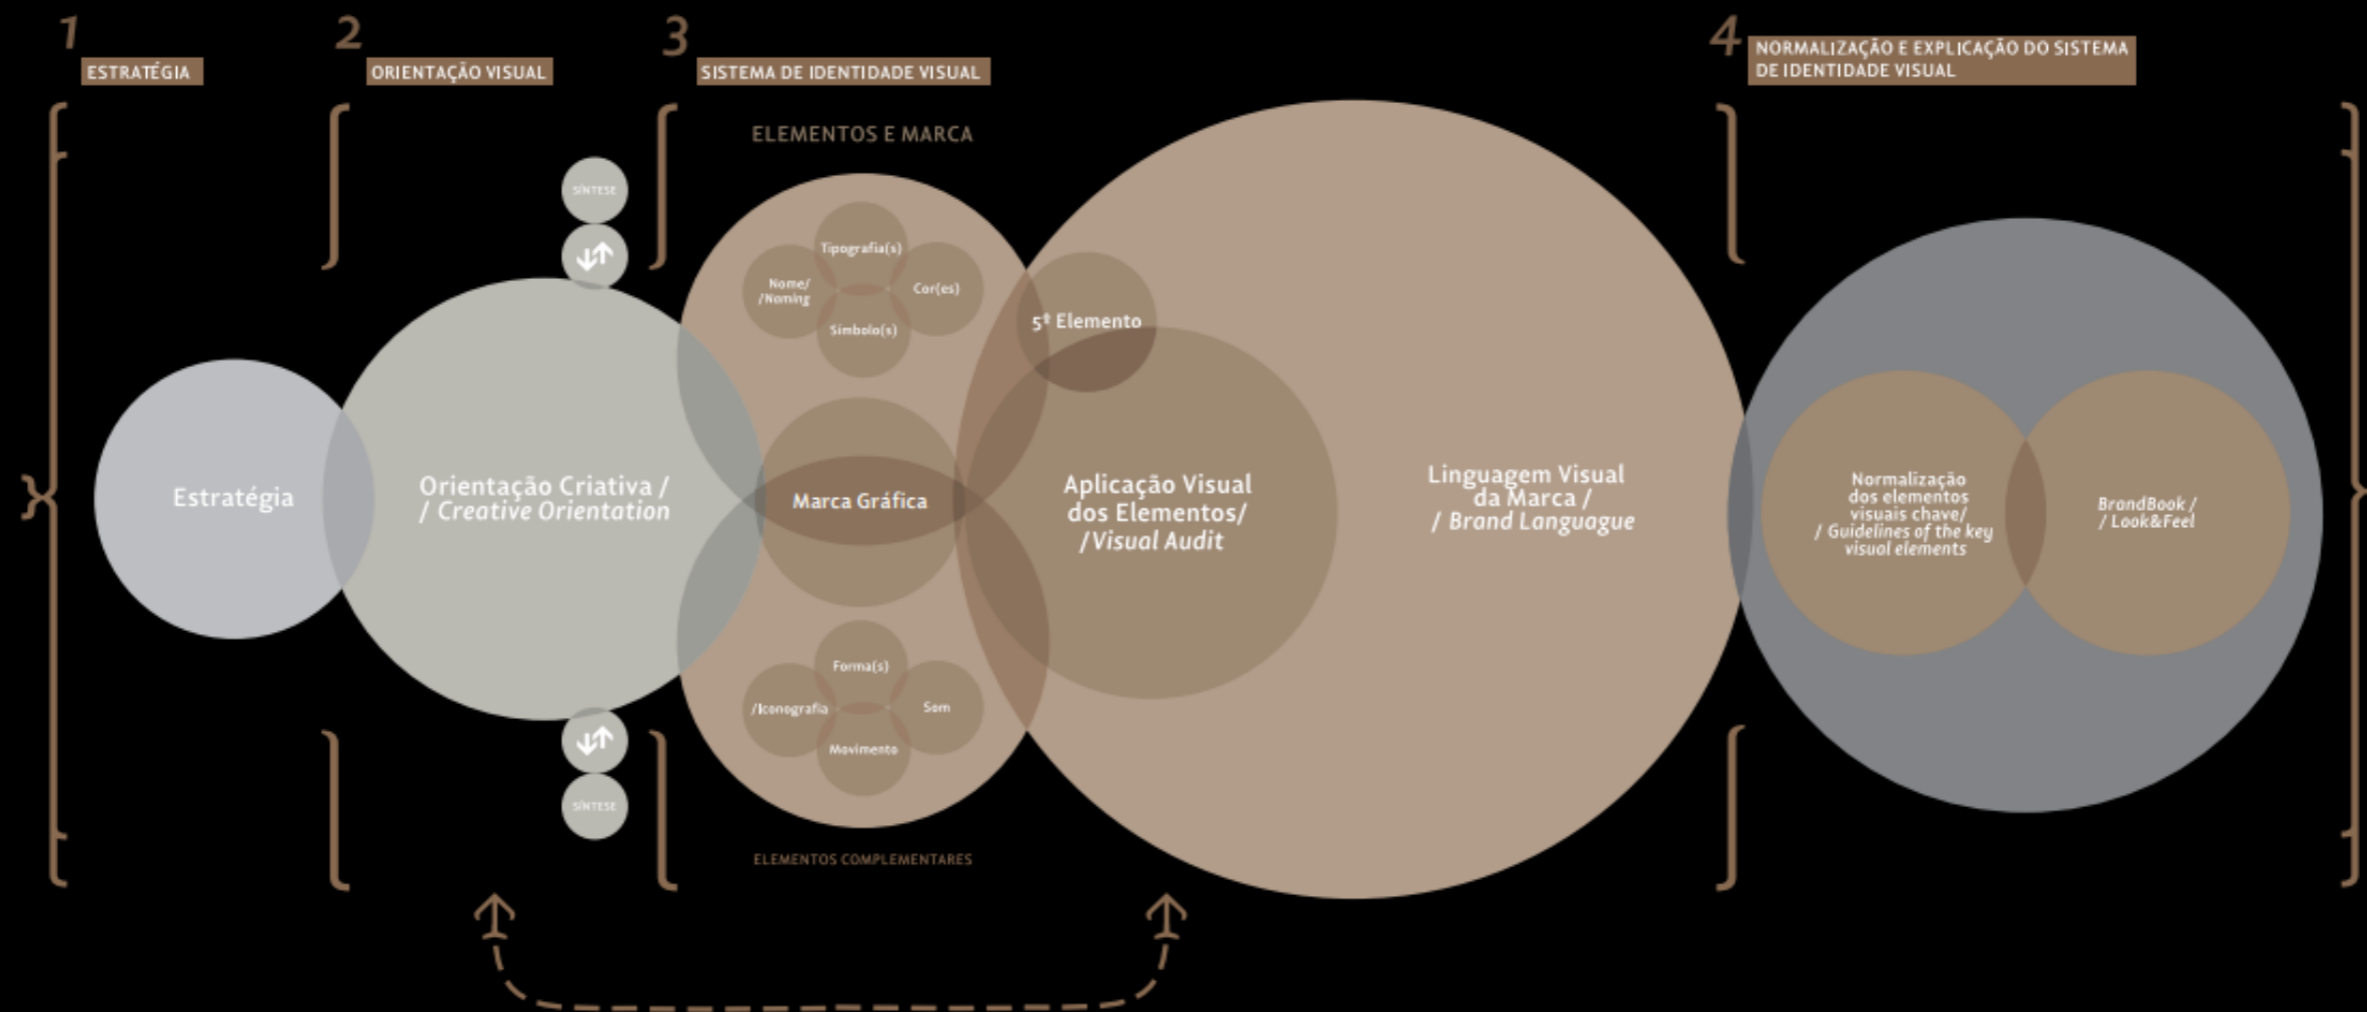 1
ESTRATÉGIA
2
ORIENTAÇÃO VISUAL
3
SISTEMA DE IDENTIDADE VISUAL
4
NORMALIZAÇÃO E EXPLICAÇÃO DO SISTEMA
DE IDENTIDADE VISUAL
ELEMENTOS E MARCA
SÍNTESE
Tipografia(s)
Nome/
/Naming
Cor(es)
Símbolo(s)
5º Elemento
Estratégia
Orientação Criativa /
/ Creative Orientation
Marca Gráfica
Aplicação Visual
dos Elementos/
/Visual Audit
Linguagem Visual
da Marca /
/ Brand Languague
Normalização
dos elementos
visuais chave/
/ Guidelines of the key
visual elements
BrandBook /
/ Look&Feel
Forma(s)
/Iconografia
Som
Movimento
SÍNTESE
ELEMENTOS COMPLEMENTARES